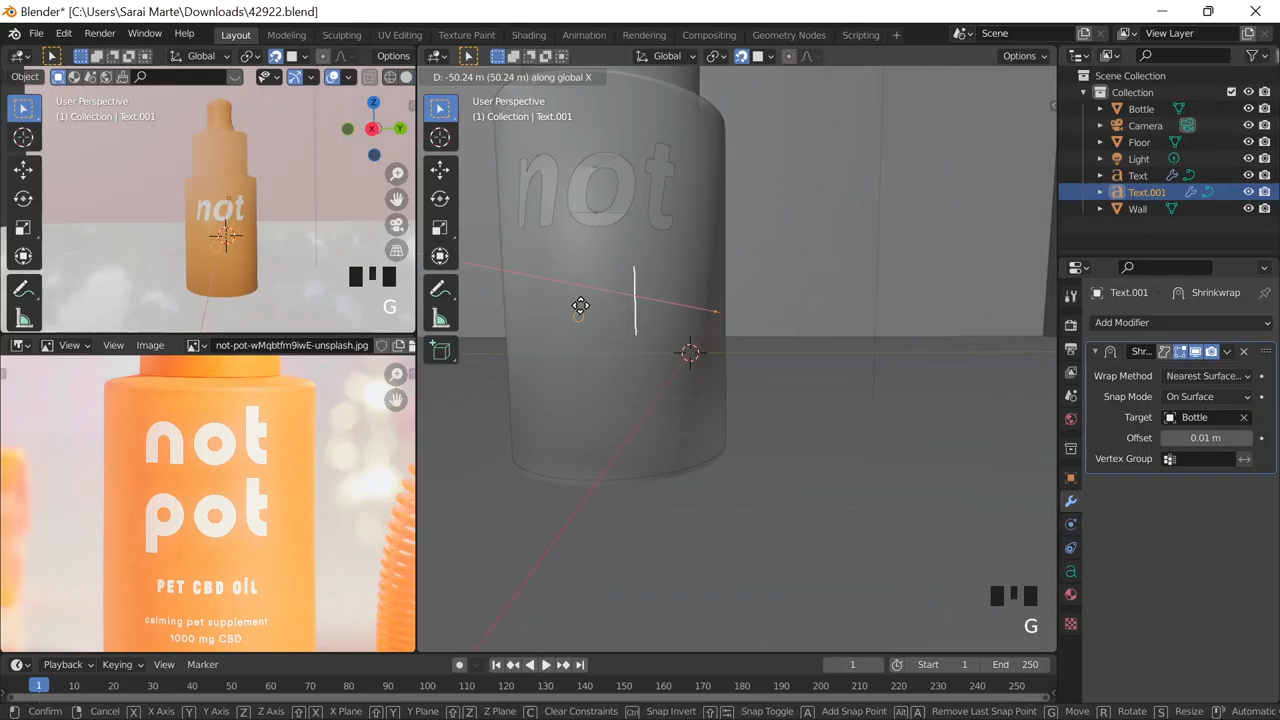 Blender* [C:\Users\Sarai Marte\Downloads\42922.blend]
File Edit Render Window Help Layout Modeling Sculpting UV Editing Texture Paint Shading Animation Rendering Compositing Geometry Nodes Scripting + Scene View Layer
Global Options Global Options
Object D: -50.24 m (50.24 m) along global X Scene Collection
Collection
User Perspective
(1) Collection | Text.001
Z
X
Y
User Perspective
(1) Collection | Text.001
Bottle
Camera
Floor
Light
Text
Text.001
Wall
not
not
G
G
View View Image not-pot-wMqbtfm9iwE-unsplash.jpg
not
pot
PET CBD OIL
calming pet supplement
1000 mg CBD
Text.001 > Shrinkwrap
Add Modifier
Shr...
Wrap Method Nearest Surface...
Snap Mode On Surface
Target Bottle
Offset 0.01 m
Vertex Group
Playback Keying View Marker 1 Start 1 End 250
1 10 20 30 40 50 60 70 80 90 100 110 120 130 140 150 160 170 180 190 200 210 220 230 240 250
Confirm Cancel X X Axis Y Y Axis Z Z Axis X X Plane Y Y Plane Z Z Plane C Clear Constraints Ctrl Snap Invert Snap Toggle A Add Snap Point Alt A Remove Last Snap Point G Move R Rotate S Resize Automatic